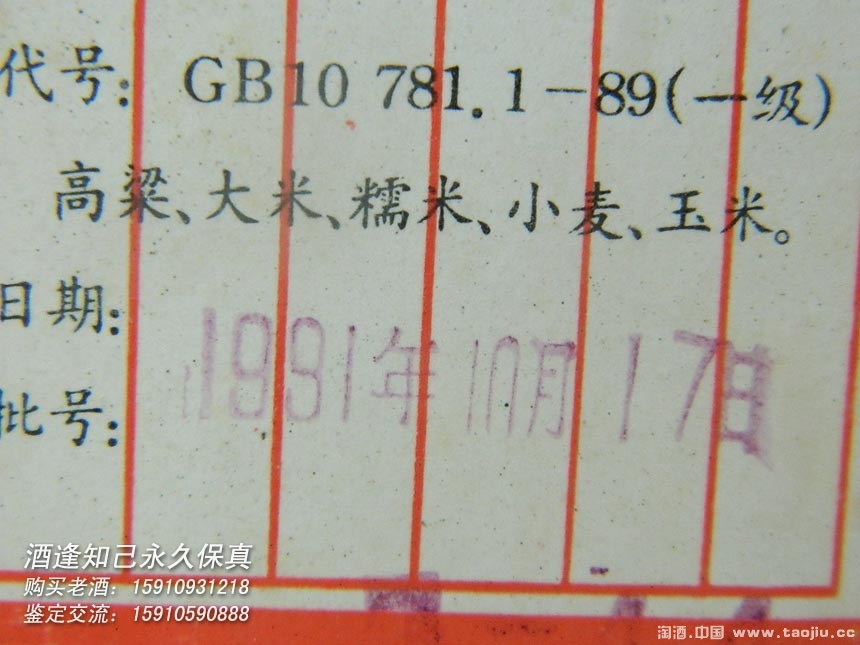 代号: GB10 781.1-89(一级)
高粱、大米、糯米、小麦、玉米。
日期:
1991年10月17日
批号:
酒逢知己永久保真
购买老酒: 15910931218
鉴定交流: 15910590888
淘酒.中国 www.taojiu.cc